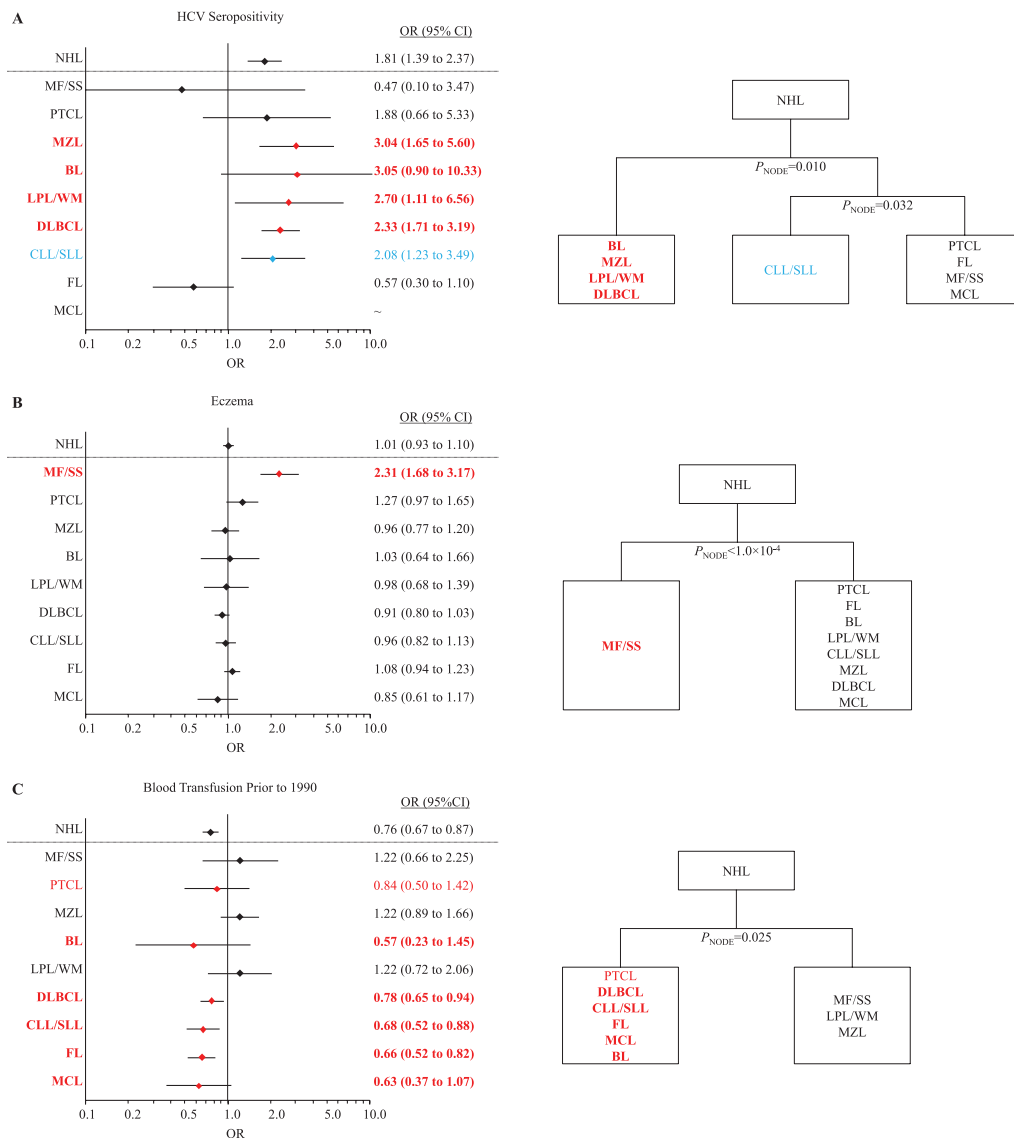 A
HCV Seropositivity
OR (95% CI)
NHL 1.81 (1.39 to 2.37)
MF/SS 0.47 (0.10 to 3.47)
PTCL 1.88 (0.66 to 5.33)
MZL 3.04 (1.65 to 5.60)
BL 3.05 (0.90 to 10.33)
LPL/WM 2.70 (1.11 to 6.56)
DLBCL 2.33 (1.71 to 3.19)
CLL/SLL 2.08 (1.23 to 3.49)
FL 0.57 (0.30 to 1.10)
MCL ~
0.1 0.2 0.5 1.0 2.0 5.0 10.0
OR
NHL
PNODE=0.010
PNODE=0.032
BL
MZL
LPL/WM
DLBCL
CLL/SLL
PTCL
FL
MF/SS
MCL
B
Eczema
OR (95% CI)
NHL 1.01 (0.93 to 1.10)
MF/SS 2.31 (1.68 to 3.17)
PTCL 1.27 (0.97 to 1.65)
MZL 0.96 (0.77 to 1.20)
BL 1.03 (0.64 to 1.66)
LPL/WM 0.98 (0.68 to 1.39)
DLBCL 0.91 (0.80 to 1.03)
CLL/SLL 0.96 (0.82 to 1.13)
FL 1.08 (0.94 to 1.23)
MCL 0.85 (0.61 to 1.17)
0.1 0.2 0.5 1.0 2.0 5.0 10.0
OR
NHL
PNODE<1.0×10-4
MF/SS
PTCL
FL
BL
LPL/WM
CLL/SLL
MZL
DLBCL
MCL
C
Blood Transfusion Prior to 1990
OR (95%CI)
NHL 0.76 (0.67 to 0.87)
MF/SS 1.22 (0.66 to 2.25)
PTCL 0.84 (0.50 to 1.42)
MZL 1.22 (0.89 to 1.66)
BL 0.57 (0.23 to 1.45)
LPL/WM 1.22 (0.72 to 2.06)
DLBCL 0.78 (0.65 to 0.94)
CLL/SLL 0.68 (0.52 to 0.88)
FL 0.66 (0.52 to 0.82)
MCL 0.63 (0.37 to 1.07)
0.1 0.2 0.5 1.0 2.0 5.0 10.0
OR
NHL
PNODE=0.025
PTCL
DLBCL
CLL/SLL
FL
MCL
BL
MF/SS
LPL/WM
MZL